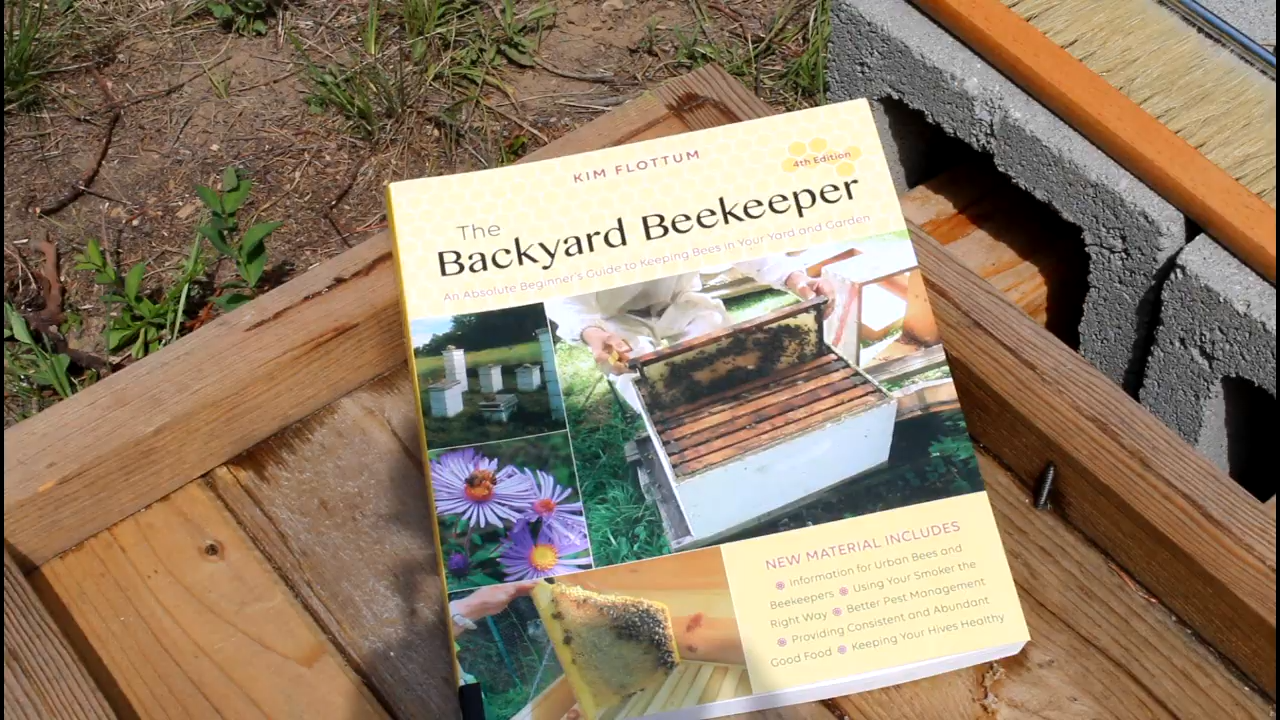 KIM FLOTTUM
4th Edition
The
Backyard Beekeeper
An Absolute Beginner's Guide to Keeping Bees in Your Yard and Garden
NEW MATERIAL INCLUDES
Information for Urban Bees and
Beekeepers Using Your Smoker the
Right Way Better Pest Management
Providing Consistent and Abundant
Good Food Keeping Your Hives Healthy